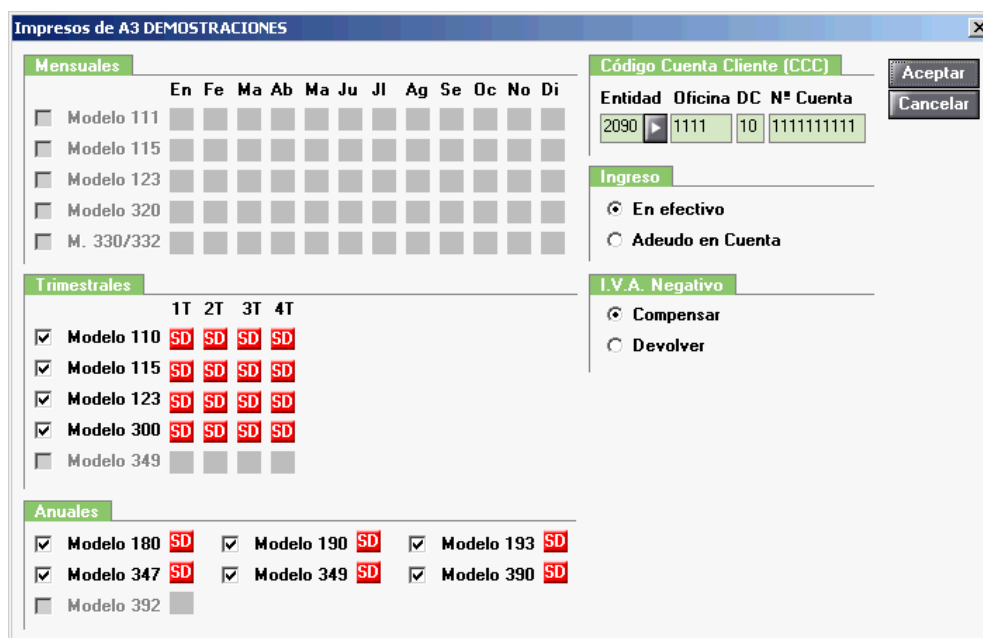 Impresos de A3 DEMOSTRACIONES
Mensuales
En Fe Ma Ab Ma Ju Jl Ag Se Oc No Di
Modelo 111
Modelo 115
Modelo 123
Modelo 320
M. 330/332
Trimestrales
1T 2T 3T 4T
Modelo 110 SD SD SD SD
Modelo 115 SD SD SD SD
Modelo 123 SD SD SD SD
Modelo 300 SD SD SD SD
Modelo 349
Anuales
Modelo 180 SD Modelo 190 SD Modelo 193 SD
Modelo 347 SD Modelo 349 SD Modelo 390 SD
Modelo 392
Código Cuenta Cliente (CCC)
Entidad Oficina DC Nº Cuenta
2090 1111 10 1111111111
Ingreso
En efectivo
Adeudo en Cuenta
I.V.A. Negativo
Compensar
Devolver
Aceptar
Cancelar